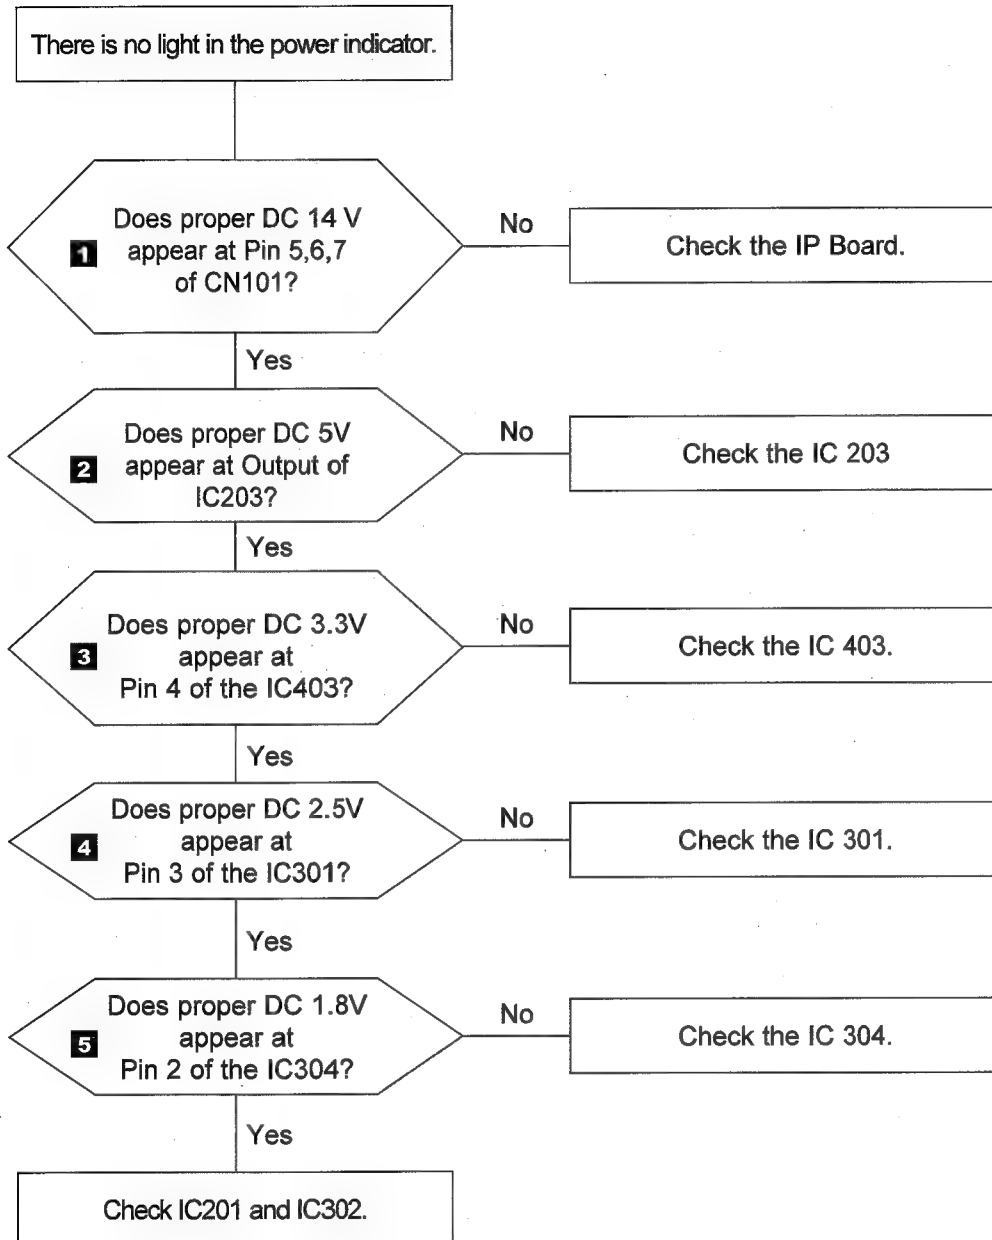 There is no light in the power indicator.
Does proper DC 14 V
1 appear at Pin 5,6,7
of CN101?
No
Check the IP Board.
Yes
Does proper DC 5V
2 appear at Output of
IC203?
No
Check the IC 203
Yes
Does proper DC 3.3V
3 appear at
Pin 4 of the IC403?
No
Check the IC 403.
Yes
Does proper DC 2.5V
4 appear at
Pin 3 of the IC301?
No
Check the IC 301.
Yes
Does proper DC 1.8V
5 appear at
Pin 2 of the IC304?
No
Check the IC 304.
Yes
Check IC201 and IC302.